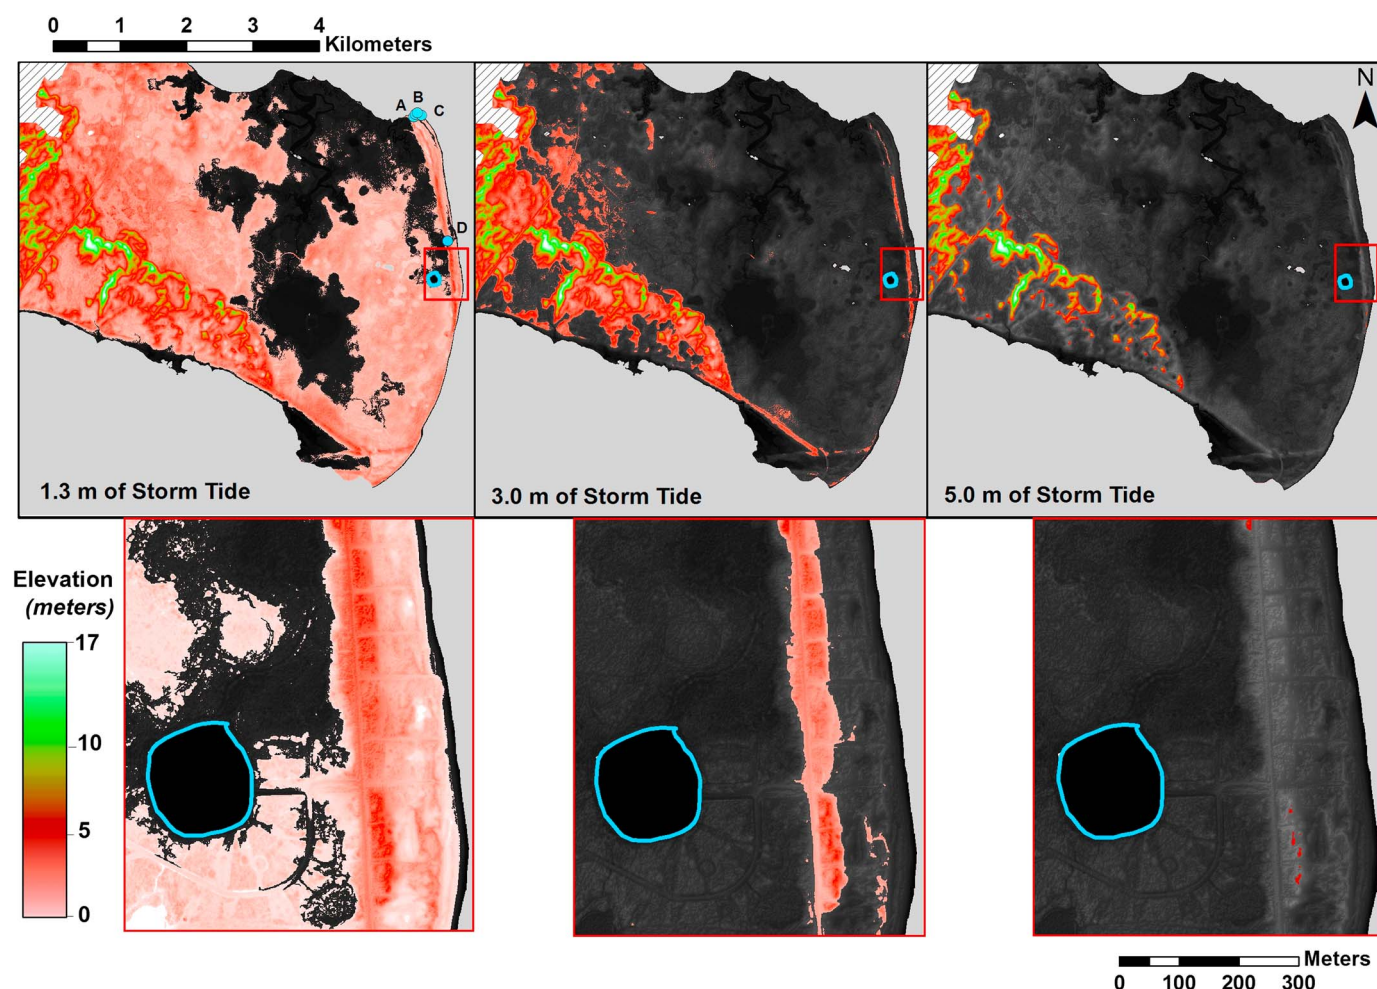 0 1 2 3 4
Kilometers
A B C
D
N
1.3 m of Storm Tide
3.0 m of Storm Tide
5.0 m of Storm Tide
Elevation
(meters)
17
10
5
0
Meters
0 100 200 300